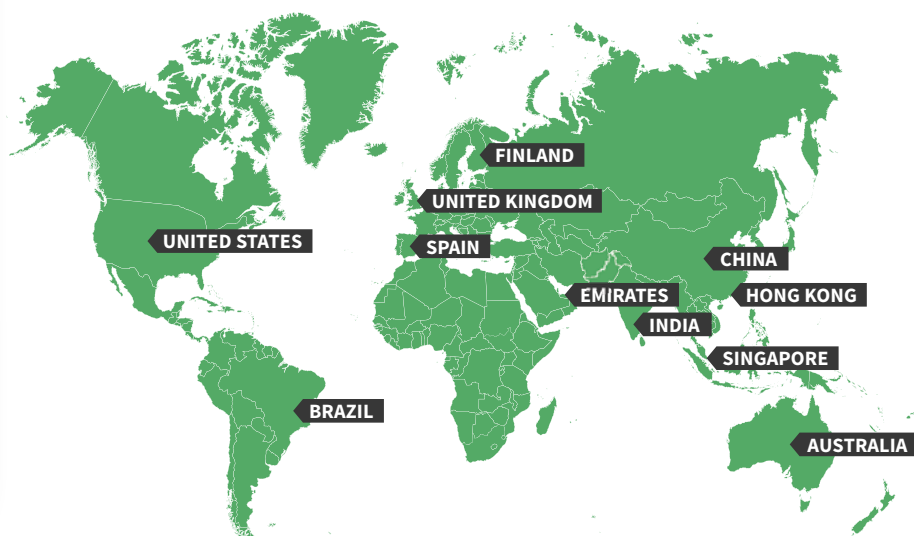 FINLAND
UNITED KINGDOM
UNITED STATES
SPAIN
CHINA
EMIRATES
HONG KONG
INDIA
SINGAPORE
BRAZIL
AUSTRALIA